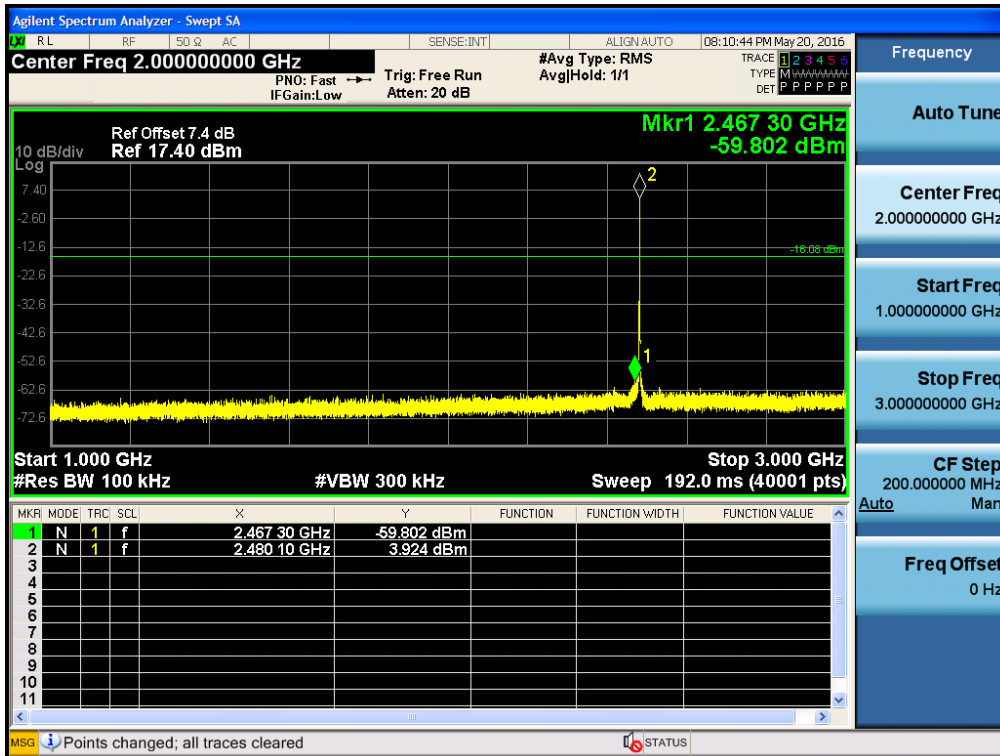 Agilent Spectrum Analyzer - Swept SA
LXI RL RF 50 Ω AC SENSE:INT ALIGN AUTO 08:10:44 PM May 20, 2016
Center Freq 2.000000000 GHz
PNO: Fast
IFGain:Low
Trig: Free Run
Atten: 20 dB
#Avg Type: RMS
Avg|Hold: 1/1
TRACE 1 2 3 4 5 6
TYPE M
DET P P P P P P
Ref Offset 7.4 dB
Ref 17.40 dBm
10 dB/div
Log
Mkr1 2.467 30 GHz
-59.802 dBm
7.40
-2.60
-12.6
-22.6
-32.6
-42.6
-52.6
-62.6
-72.6
2
-16.08 dBm
1
Start 1.000 GHz
Stop 3.000 GHz
#Res BW 100 kHz
#VBW 300 kHz
Sweep 192.0 ms (40001 pts)
MKR MODE TRC SCL X Y FUNCTION FUNCTION WIDTH FUNCTION VALUE
1 N 1 f 2.467 30 GHz -59.802 dBm
2 N 1 f 2.480 10 GHz 3.924 dBm
3
4
5
6
7
8
9
10
11
MSG Points changed; all traces cleared
STATUS
Frequency
Auto Tune
Center Freq
2.000000000 GHz
Start Freq
1.000000000 GHz
Stop Freq
3.000000000 GHz
CF Step
200.000000 MHz
Auto Man
Freq Offset
0 Hz